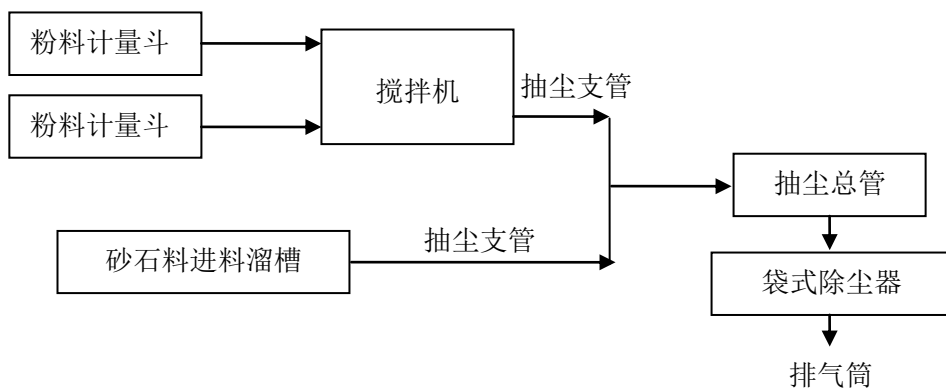 粉料计量斗
搅拌机
抽尘支管
粉料计量斗
抽尘总管
抽尘支管
砂石料进料溜槽
袋式除尘器
排气筒